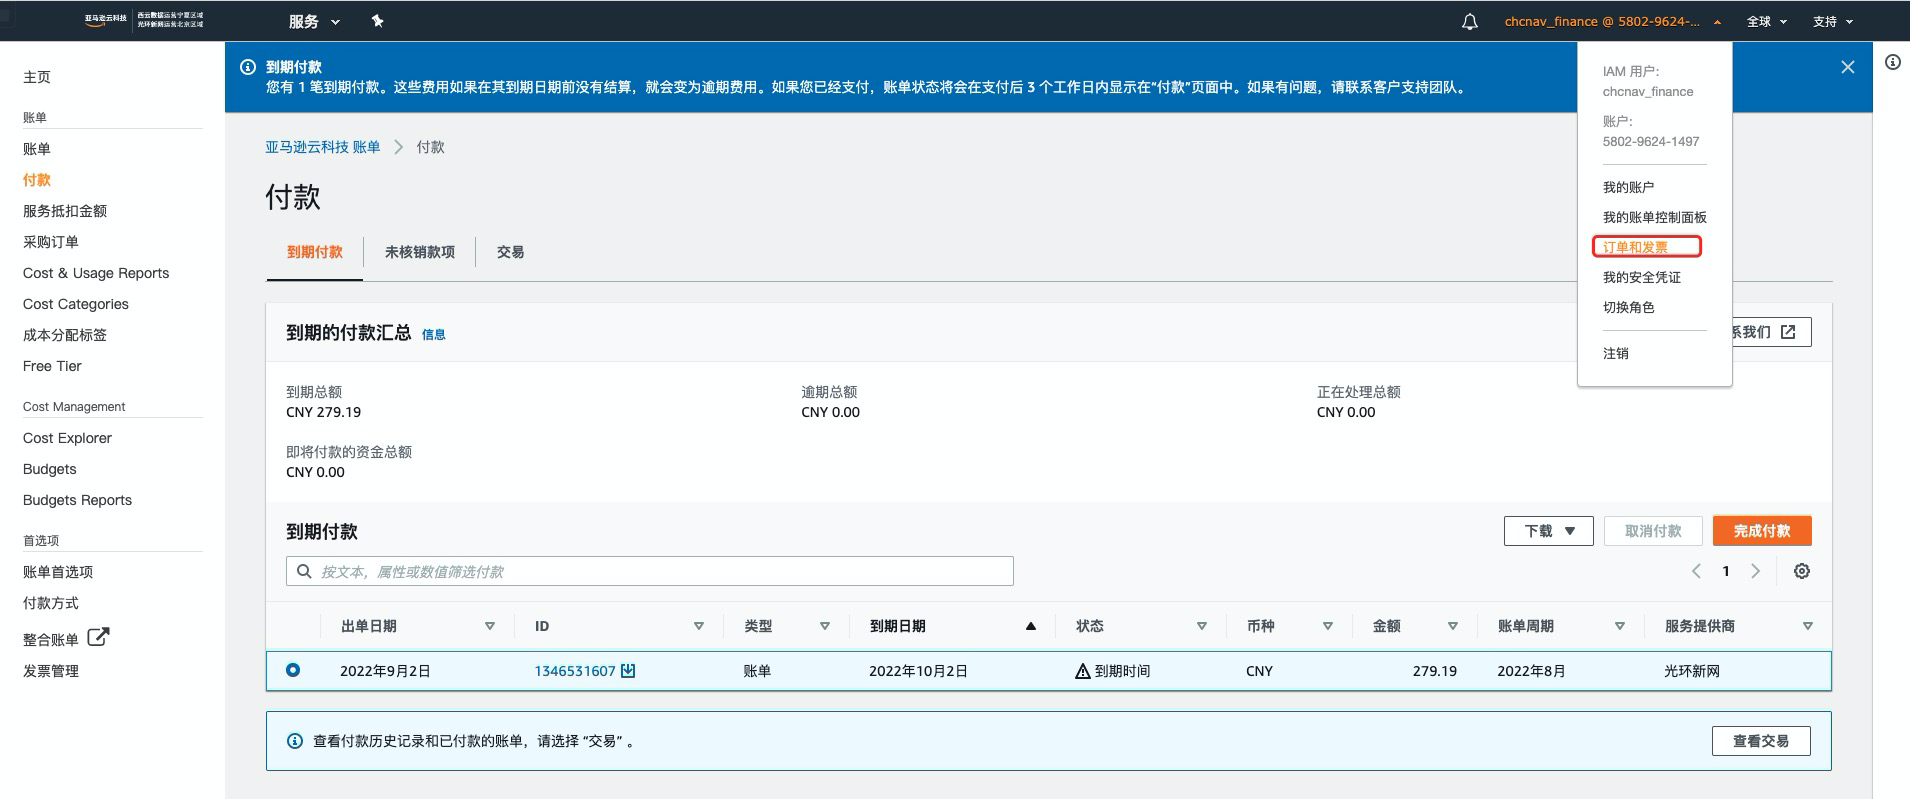 亚马逊云科技
西云数据运营宁夏区域
光环新网运营北京区域
服务
chcnav_finance @ 5802-9624-...
全球
支持
主页
账单
账单
付款
服务抵扣金额
采购订单
Cost & Usage Reports
Cost Categories
成本分配标签
Free Tier
Cost Management
Cost Explorer
Budgets
Budgets Reports
首选项
账单首选项
付款方式
整合账单
发票管理
到期付款
您有 1 笔到期付款。这些费用如果在其到期日期前没有结算，就会变为逾期费用。如果您已经支付，账单状态将会在支付后 3 个工作日内显示在“付款”页面中。如果有问题，请联系客户支持团队。
IAM 用户:
chcnav_finance
账户:
5802-9624-1497
我的账户
我的账单控制面板
订单和发票
我的安全凭证
切换角色
注销
亚马逊云科技 账单 > 付款
付款
到期付款
未核销款项
交易
到期的付款汇总 信息
系我们
到期总额
CNY 279.19
逾期总额
CNY 0.00
正在处理总额
CNY 0.00
即将付款的资金总额
CNY 0.00
到期付款
下载
取消付款
完成付款
按文本，属性或数值筛选付款
1
出单日期 ID 类型 到期日期 状态 币种 金额 账单周期 服务提供商
2022年9月2日 1346531607 账单 2022年10月2日 到期时间 CNY 279.19 2022年8月 光环新网
查看付款历史记录和已付款的账单，请选择 “交易” 。
查看交易